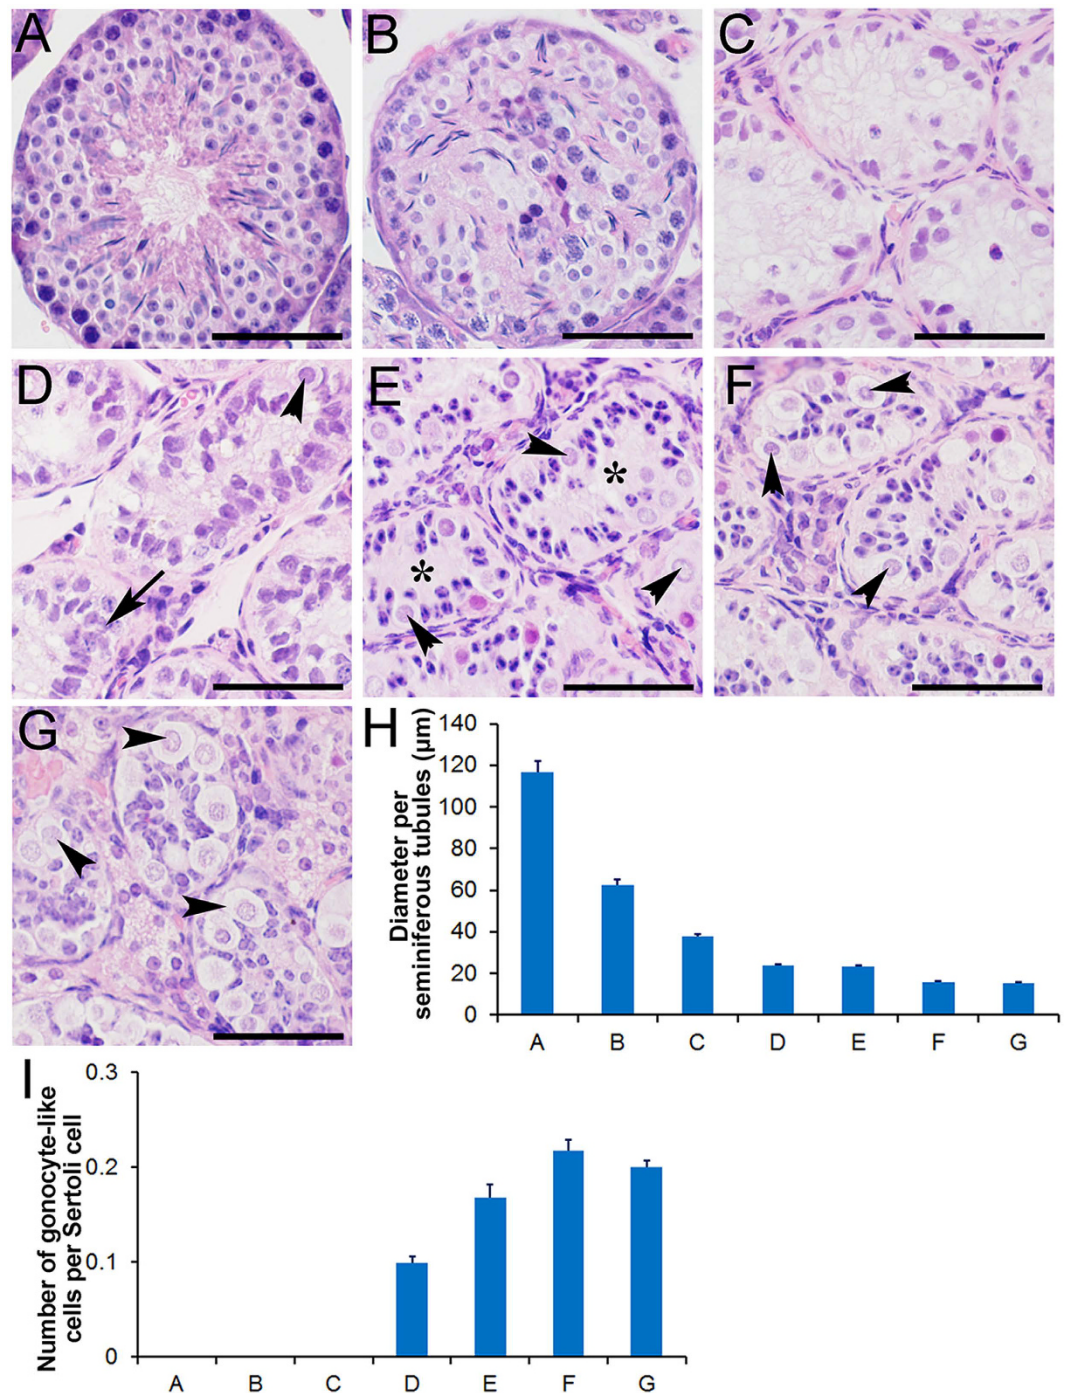 A
B
C
D
E
*
*
F
G
H
Diameter per
seminiferous tubules (μm)
140
120
100
80
60
40
20
0
A B C D E F G
I
Number of gonocyte-like
cells per Sertoli cell
0.3
0.2
0.1
0
A B C D E F G